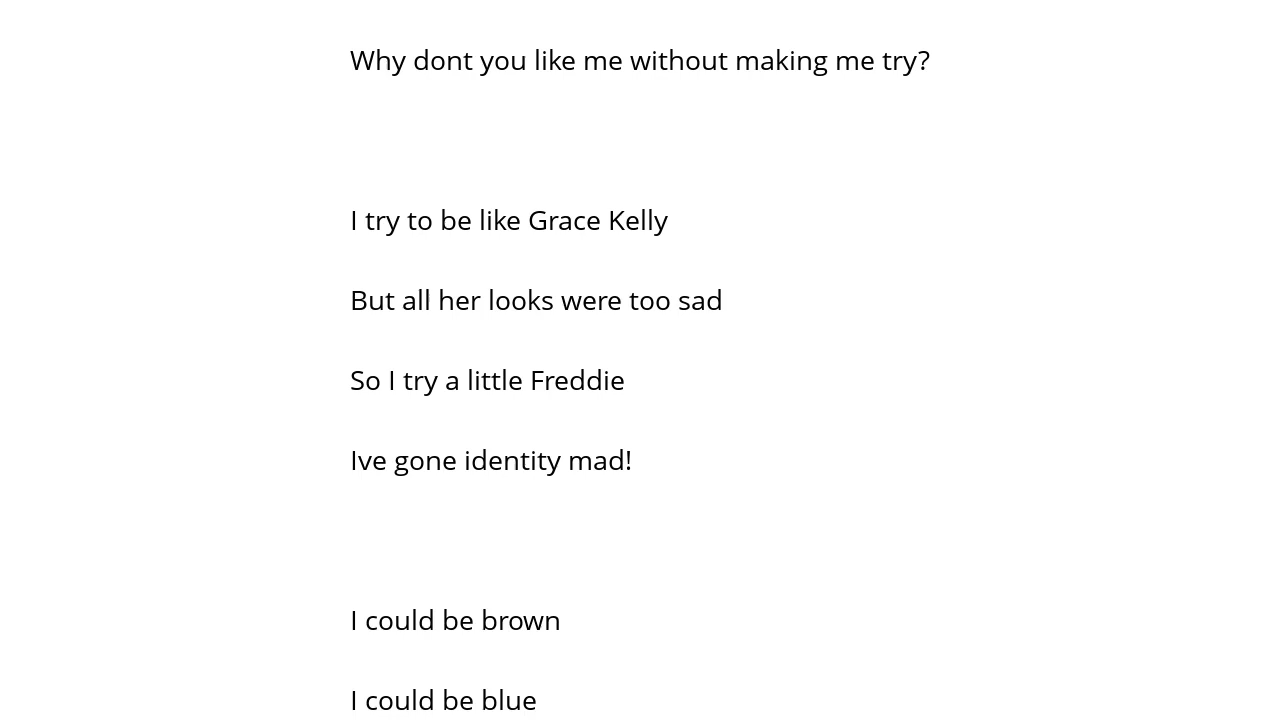 Why dont you like me without making me try?
I try to be like Grace Kelly
But all her looks were too sad
So I try a little Freddie
Ive gone identity mad!
I could be brown
I could be blue